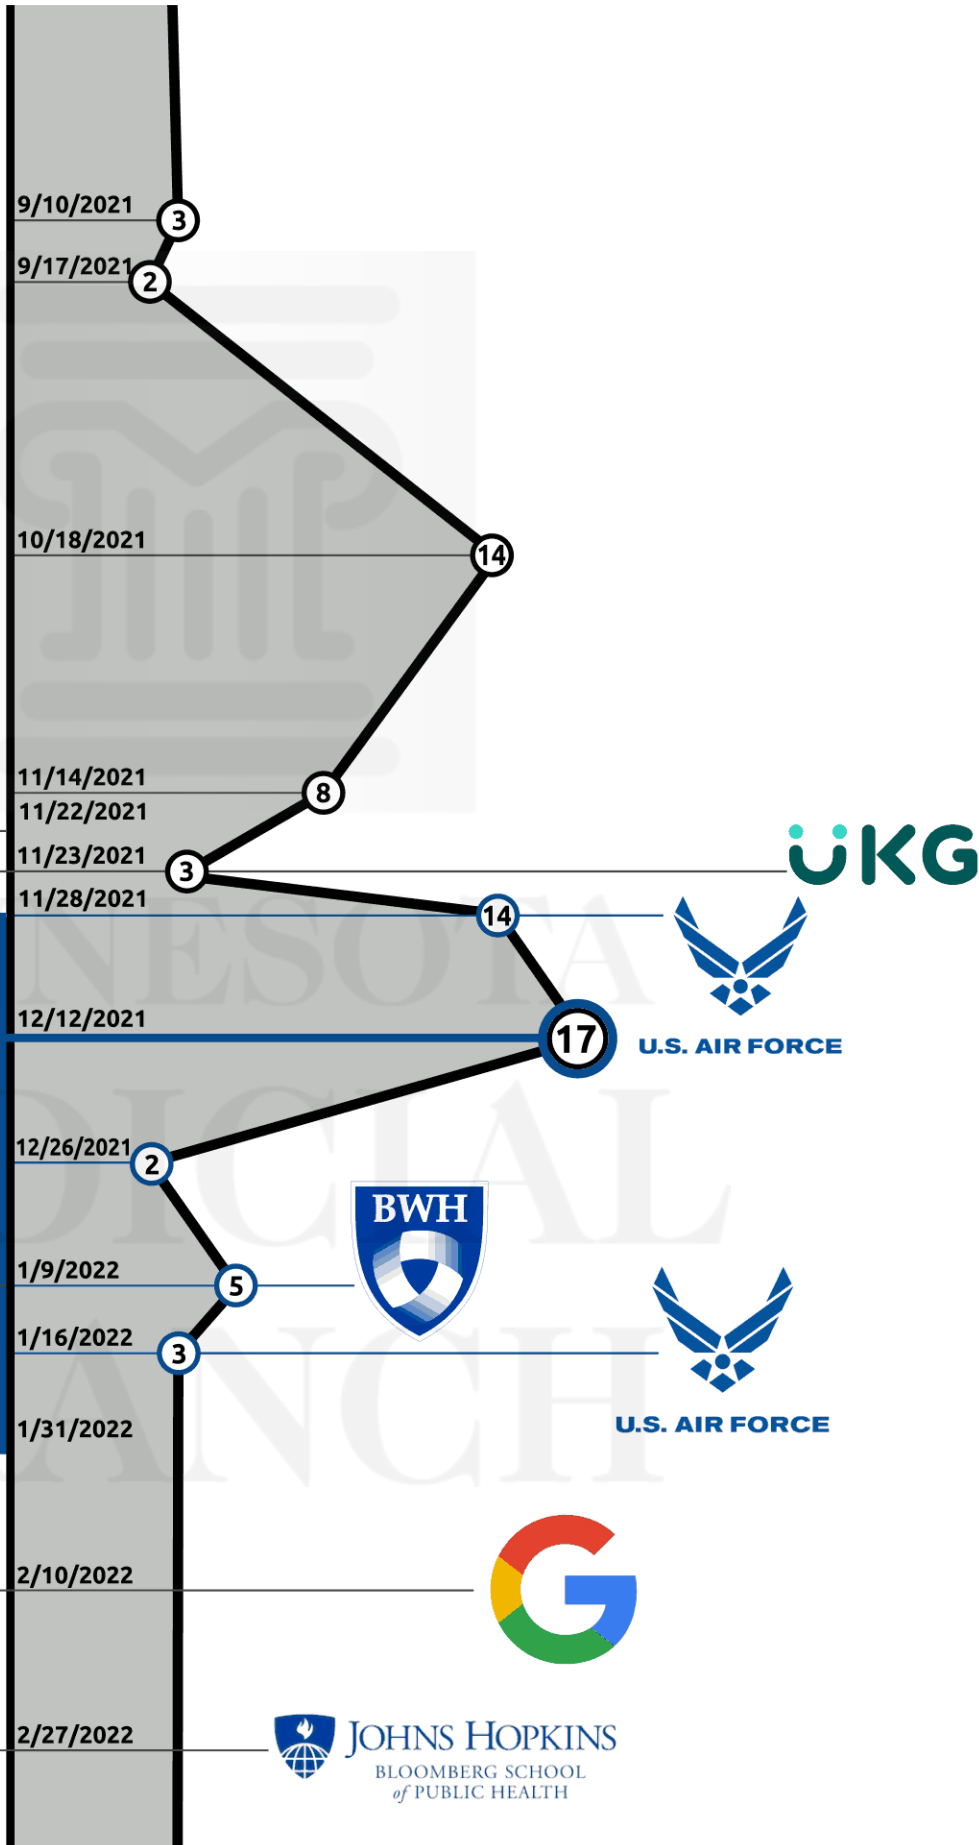 9/10/2021
3
9/17/2021
2
10/18/2021
14
11/14/2021
8
11/22/2021
11/23/2021
3
UKG
11/28/2021
14
NESOTA
12/12/2021
17
U.S. AIR FORCE
DICIAL
12/26/2021
2
BWH
1/9/2022
5
1/16/2022
3
ANCH
U.S. AIR FORCE
1/31/2022
2/10/2022
G
2/27/2022
JOHNS HOPKINS
BLOOMBERG SCHOOL
of PUBLIC HEALTH